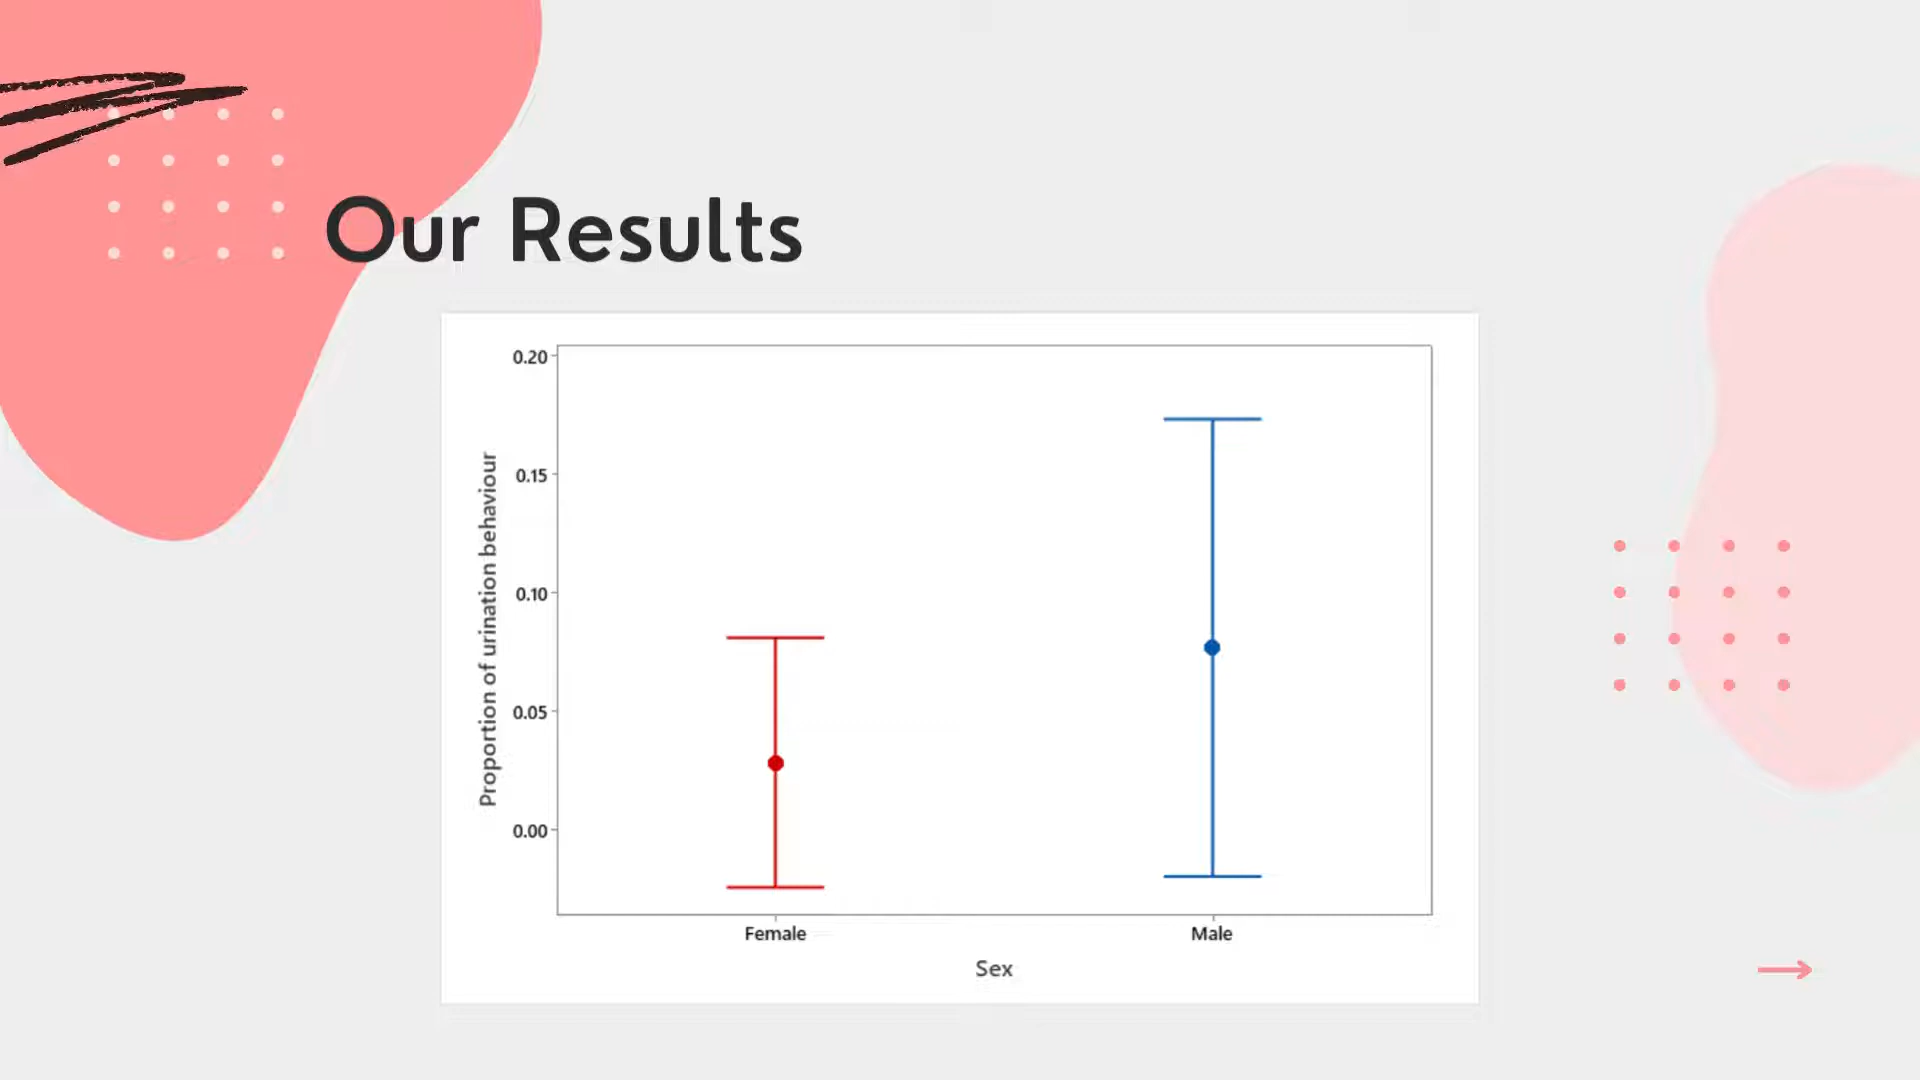 Our Results
0.20
0.15
0.10
0.05
0.00
Proportion of urination behaviour
Female
Male
Sex